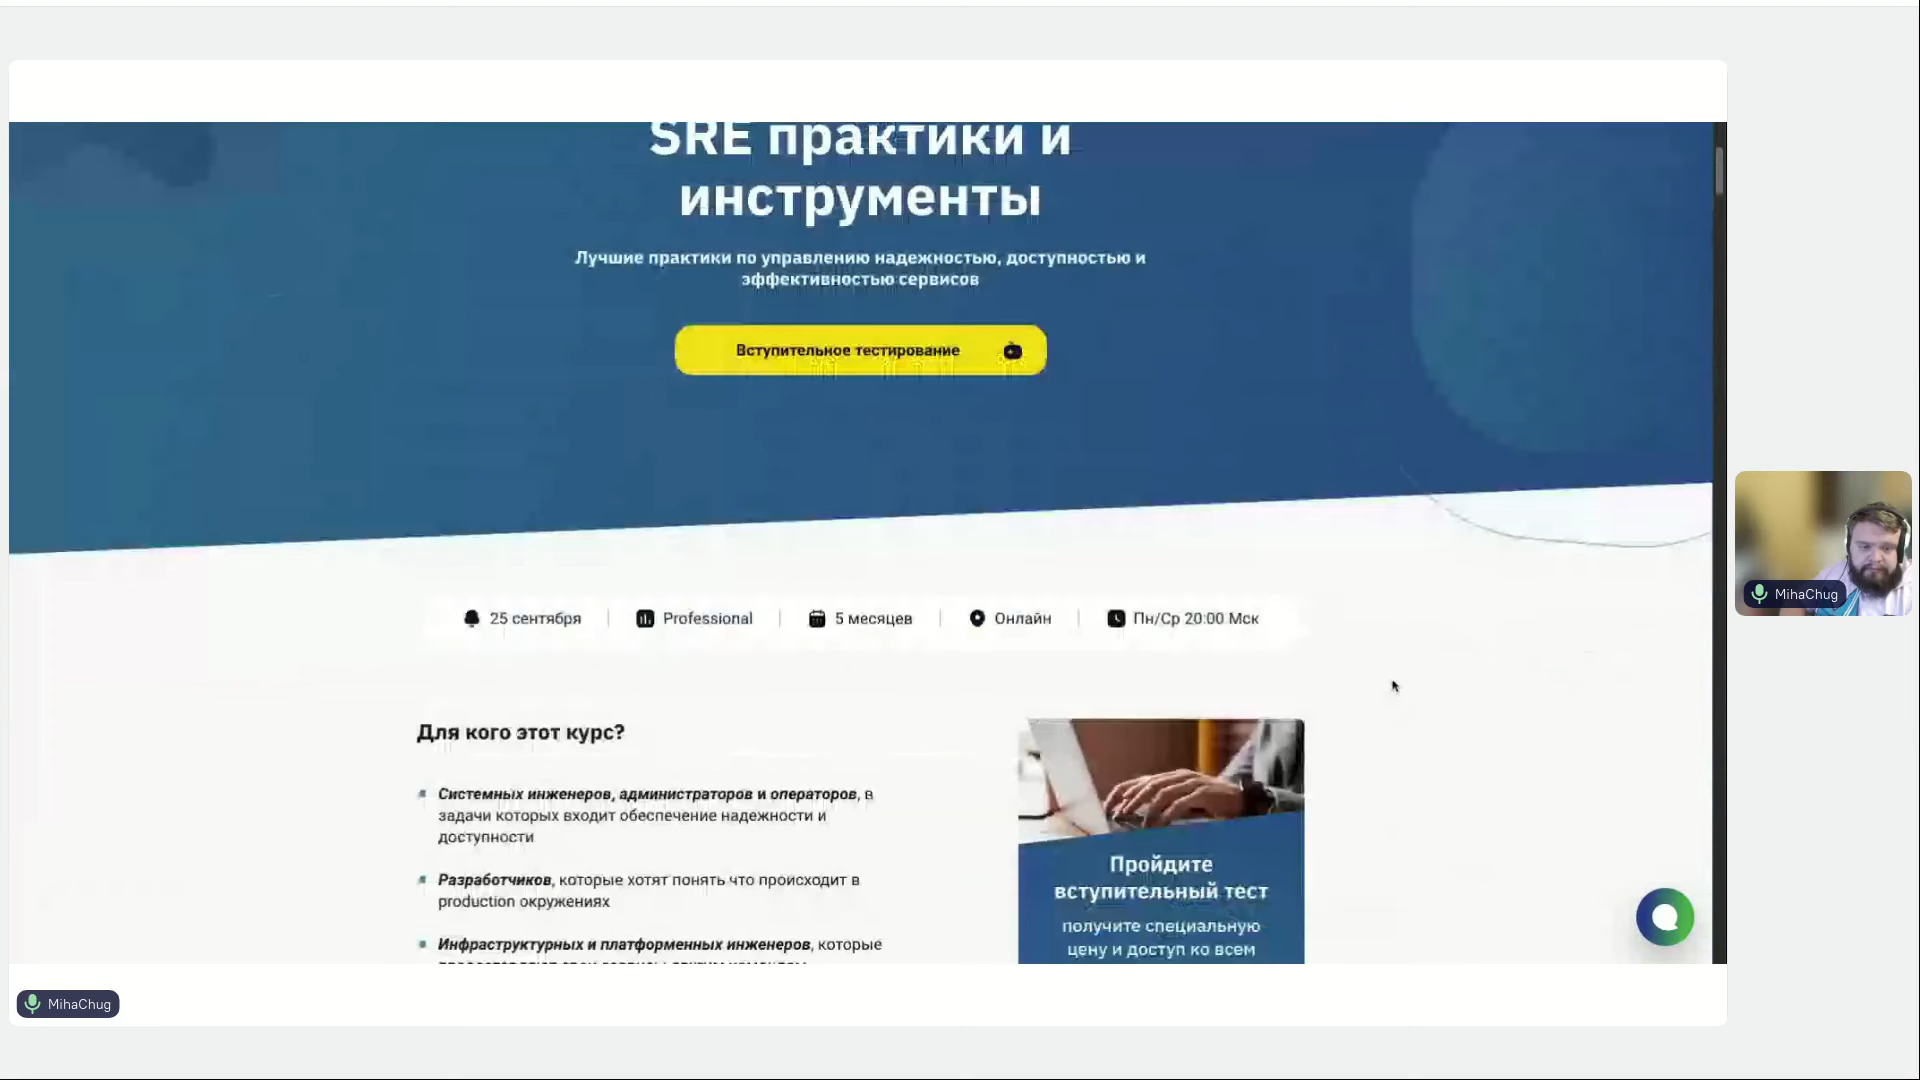 SRE практики и
инструменты
Лучшие практики по управлению надежностью, доступностью и
эффективностью сервисов
Вступительное тестирование
25 сентября
Professional
5 месяцев
Онлайн
Пн/Ср 20:00 Мск
Для кого этот курс?
Системных инженеров, администраторов и операторов, в
задачи которых входит обеспечение надежности и
доступности
Разработчиков, которые хотят понять что происходит в
production окружениях
Инфраструктурных и платформенных инженеров, которые
Пройдите
вступительный тест
получите специальную
цену и доступ ко всем
MihaChug
MihaChug